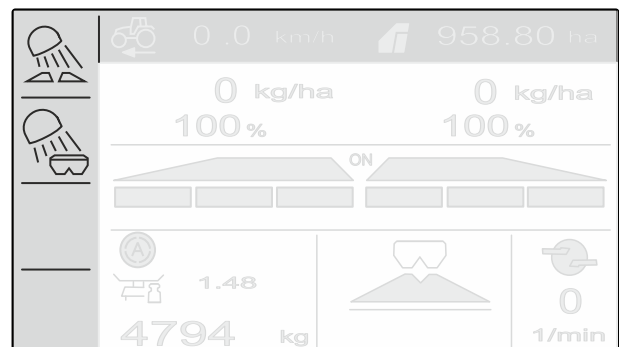 0.0 km/h 958.80 ha
0 kg/ha 0 kg/ha
100% 100%
ON
A
1.48
0
4794 kg 1/min